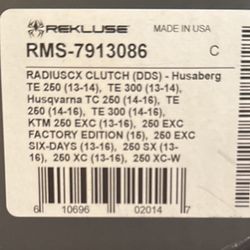 REKLUSE MADE IN USA
RMS-7913086 C
RADIUSCX CLUTCH (DDS) - Husaberg
TE 250 (13-14), TE 300 (13-14),
Husqvarna TC 250 (14-16), TE 250
(14-16), TE 300 (14-16),
KTM 250 EXC (13-16), 250 EXC
FACTORY EDITION (15), 250 EXC
SIX-DAYS (13-16), 250 SX (13-
16), 250 XC (13-16), 250 XC-W
6 10696 02014 7